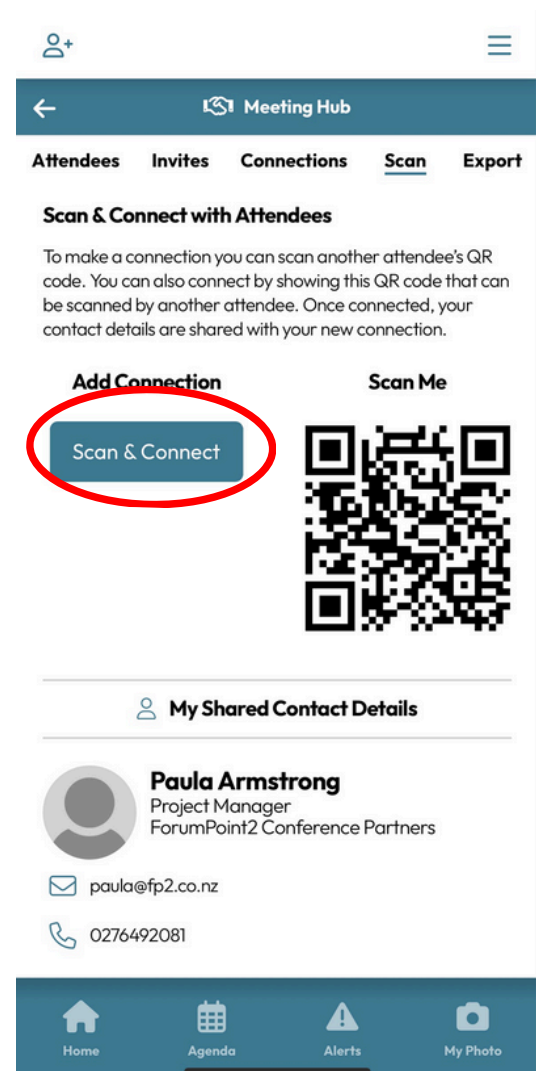 Meeting Hub
Attendees Invites Connections Scan Export
Scan & Connect with Attendees
To make a connection you can scan another attendee's QR
code. You can also connect by showing this QR code that can
be scanned by another attendee. Once connected, your
contact details are shared with your new connection.
Add Connection Scan Me
Scan & Connect
My Shared Contact Details
Paula Armstrong
Project Manager
ForumPoint2 Conference Partners
paula@fp2.co.nz
0276492081
Home Agenda Alerts My Photo